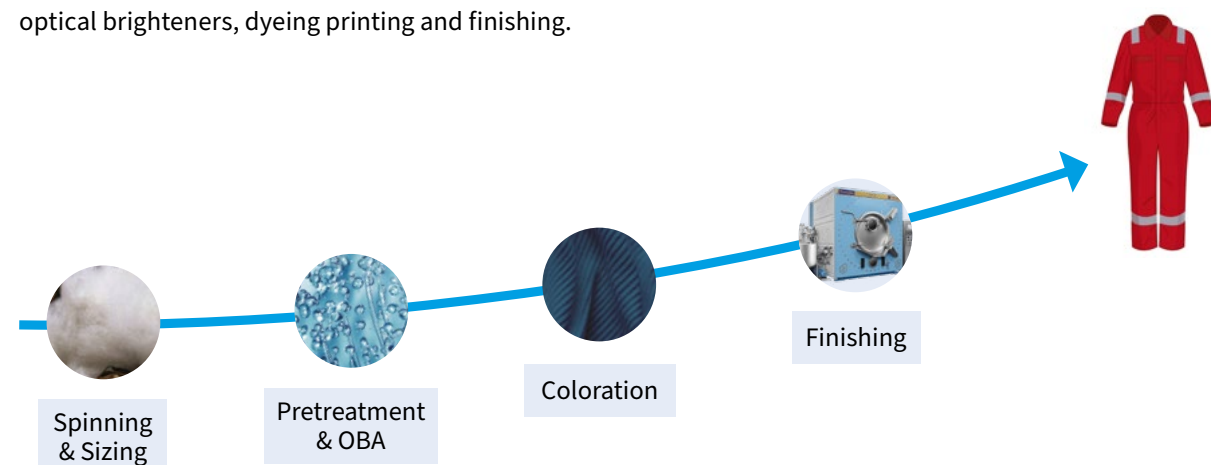 optical brighteners, dyeing printing and finishing.
Spinning
& Sizing
Pretreatment
& OBA
Coloration
Finishing